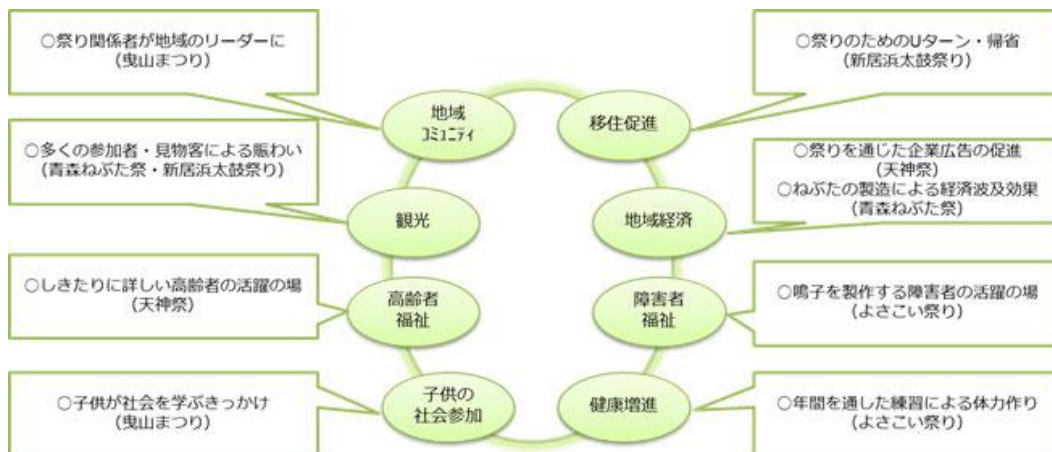 ○祭り関係者が地域のリーダーに
(曳山まつり)
○祭りのためのUターン・帰省
(新居浜太鼓祭り)
地域
ｺﾐｭﾆﾃｨ
移住促進
○多くの参加者・見物客による賑わい
(青森ねぶた祭・新居浜太鼓祭り)
○祭りを通じた企業広告の促進
(天神祭)
○ねぶたの製造による経済波及効果
(青森ねぶた祭)
観光
地域経済
○しきたりに詳しい高齢者の活躍の場
(天神祭)
高齢者
福祉
障害者
福祉
○鳴子を製作する障害者の活躍の場
(よさこい祭り)
○子供が社会を学ぶきっかけ
(曳山まつり)
子供の
社会参加
健康増進
○年間を通した練習による体力作り
(よさこい祭り)